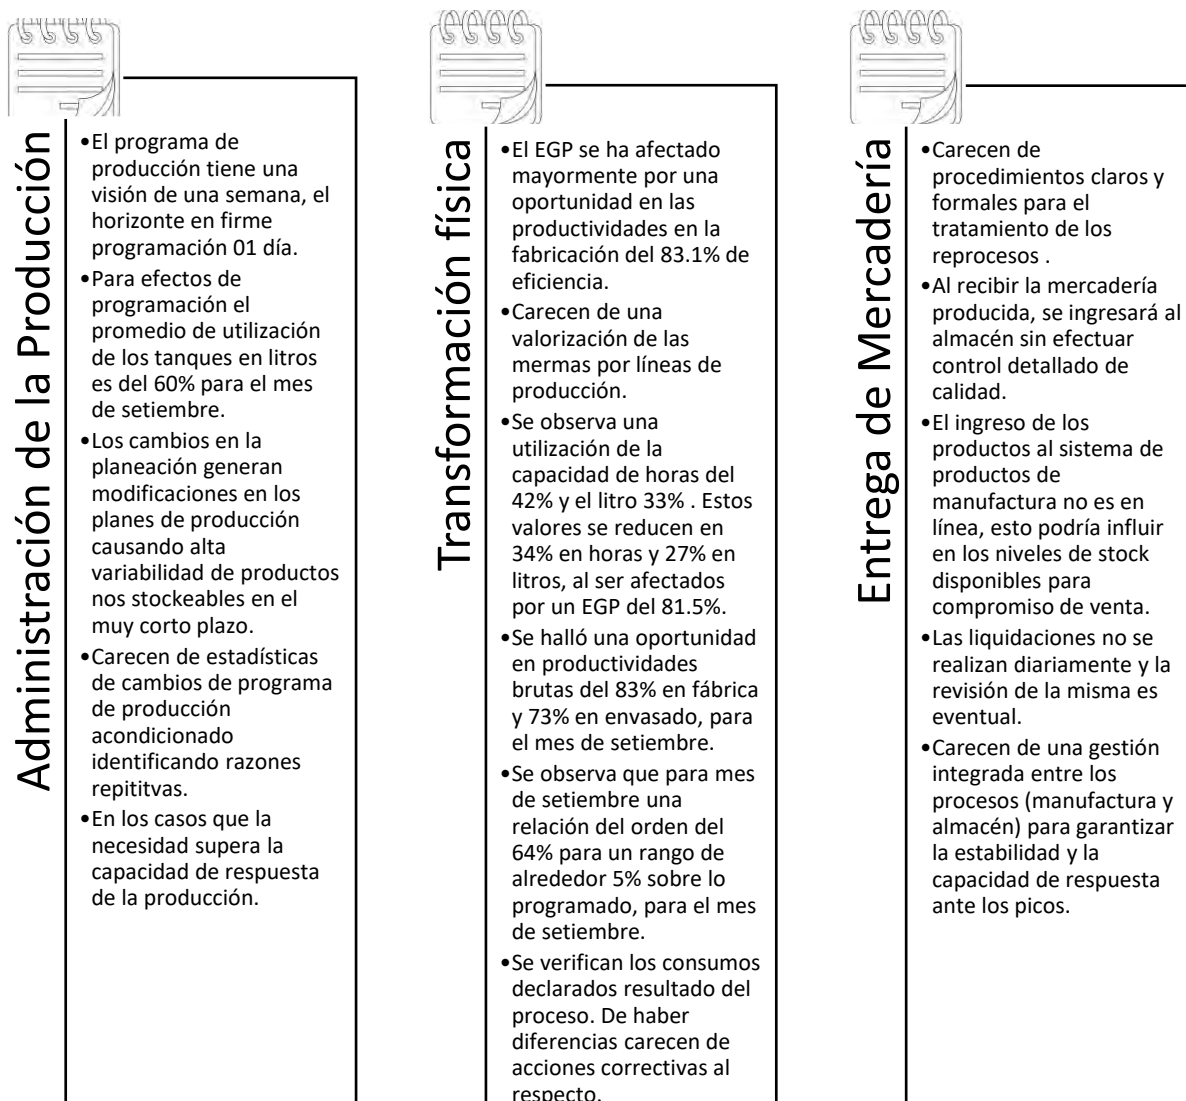 Administración de la Producción
•El programa de
producción tiene una
visión de una semana, el
horizonte en firme
programación 01 día.
•Para efectos de
programación el
promedio de utilización
de los tanques en litros
es del 60% para el mes
de setiembre.
•Los cambios en la
planeación generan
modificaciones en los
planes de producción
causando alta
variabilidad de productos
nos stockeables en el
muy corto plazo.
•Carecen de estadísticas
de cambios de programa
de producción
acondicionado
identificando razones
repititvas.
•En los casos que la
necesidad supera la
capacidad de respuesta
de la producción.
Transformación física
•El EGP se ha afectado
mayormente por una
oportunidad en las
productividades en la
fabricación del 83.1% de
eficiencia.
•Carecen de una
valorización de las
mermas por líneas de
producción.
•Se observa una
utilización de la
capacidad de horas del
42% y el litro 33% . Estos
valores se reducen en
34% en horas y 27% en
litros, al ser afectados
por un EGP del 81.5%.
•Se halló una oportunidad
en productividades
brutas del 83% en fábrica
y 73% en envasado, para
el mes de setiembre.
•Se observa que para mes
de setiembre una
relación del orden del
64% para un rango de
alrededor 5% sobre lo
programado, para el mes
de setiembre.
•Se verifican los consumos
declarados resultado del
proceso. De haber
diferencias carecen de
acciones correctivas al
respecto.
Entrega de Mercadería
•Carecen de
procedimientos claros y
formales para el
tratamiento de los
reprocesos .
•Al recibir la mercadería
producida, se ingresará al
almacén sin efectuar
control detallado de
calidad.
•El ingreso de los
productos al sistema de
productos de
manufactura no es en
línea, esto podría influir
en los niveles de stock
disponibles para
compromiso de venta.
•Las liquidaciones no se
realizan diariamente y la
revisión de la misma es
eventual.
•Carecen de una gestión
integrada entre los
procesos (manufactura y
almacén) para garantizar
la estabilidad y la
capacidad de respuesta
ante los picos.